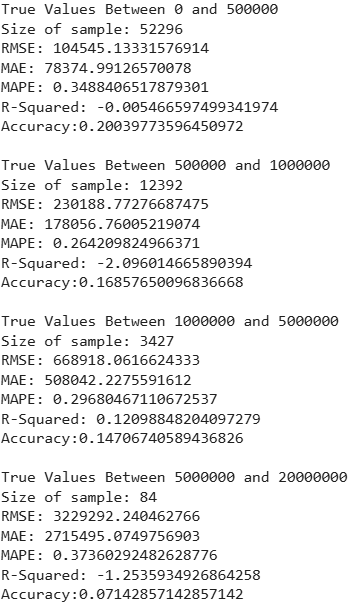 True Values Between 0 and 500000
Size of sample: 52296
RMSE: 104545.13331576914
MAE: 78374.99126570078
MAPE: 0.3488406517879301
R-Squared: -0.005466597499341974
Accuracy:0.20039773596450972
True Values Between 500000 and 1000000
Size of sample: 12392
RMSE: 230188.77276687475
MAE: 178056.76005219074
MAPE: 0.264209824966371
R-Squared: -2.096014665890394
Accuracy:0.16857650096836668
True Values Between 1000000 and 5000000
Size of sample: 3427
RMSE: 668918.0616624333
MAE: 508042.2275591612
MAPE: 0.29680467110672537
R-Squared: 0.12098848204097279
Accuracy:0.14706740589436826
True Values Between 5000000 and 20000000
Size of sample: 84
RMSE: 3229292.240462766
MAE: 2715495.0749756903
MAPE: 0.37360292482628776
R-Squared: -1.2535934926864258
Accuracy:0.07142857142857142